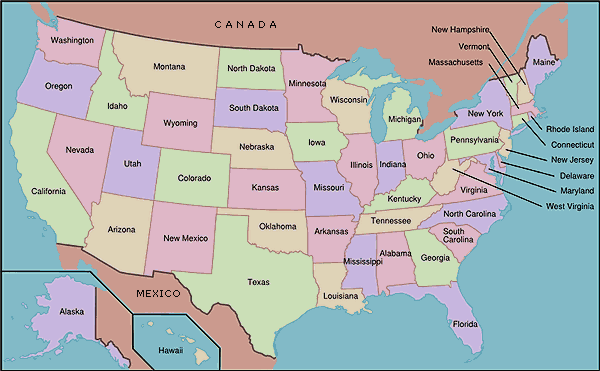 CANADA
New Hampshire
Vermont
Massachusetts
Washington
Maine
Montana
North Dakota
Minnesota
Oregon
Idaho
Wisconsin
South Dakota
Michigan
New York
Wyoming
Rhode Island
Connecticut
New Jersey
Delaware
Maryland
West Virginia
Pennsylvania
Iowa
Nebraska
Nevada
Utah
Illinois
Indiana
Ohio
Colorado
California
Kansas
Missouri
Kentucky
Virginia
North Carolina
Tennessee
Arizona
New Mexico
Oklahoma
Arkansas
South
Carolina
Mississippi
Alabama
Georgia
Texas
Louisiana
MEXICO
Alaska
Florida
Hawaii